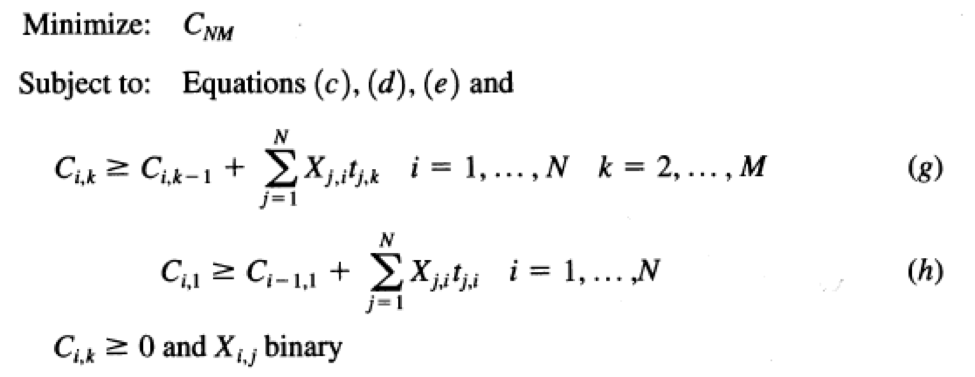 Minimize: C_{NM}
Subject to: Equations (c), (d), (e) and
C_{i,k} ≥ C_{i,k−1} + \sum_{j=1}^{N} X_{j,i}t_{j,k} i = 1, ..., N k = 2, ..., M (g)
C_{i,1} ≥ C_{i−1,1} + \sum_{j=1}^{N} X_{j,i}t_{j,i} i = 1, ... ,N (h)
C_{i,k} ≥ 0 and X_{i,j} binary